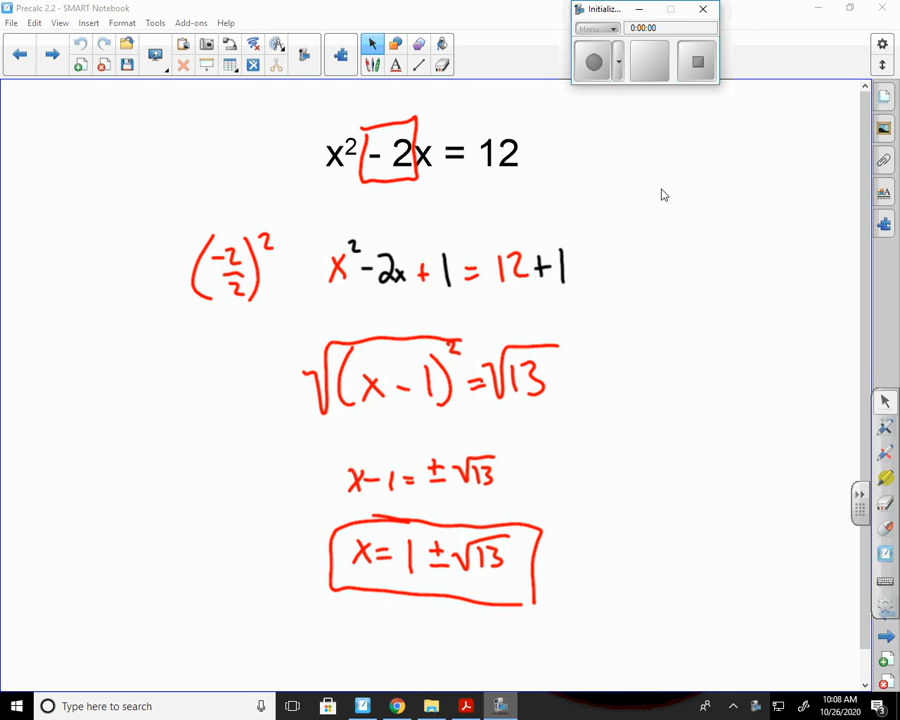 Precalc 2.2 - SMART Notebook
Initializ...
File Edit View Insert Format Tools Add-ons Help
Menu
0:00:00
x² - 2x = 12
(-2/2)² x² - 2x + 1 = 12 + 1
√(x - 1)² = √13
x - 1 = ± √13
x = 1 ± √13
Type here to search
10:08 AM
10/26/2020
3